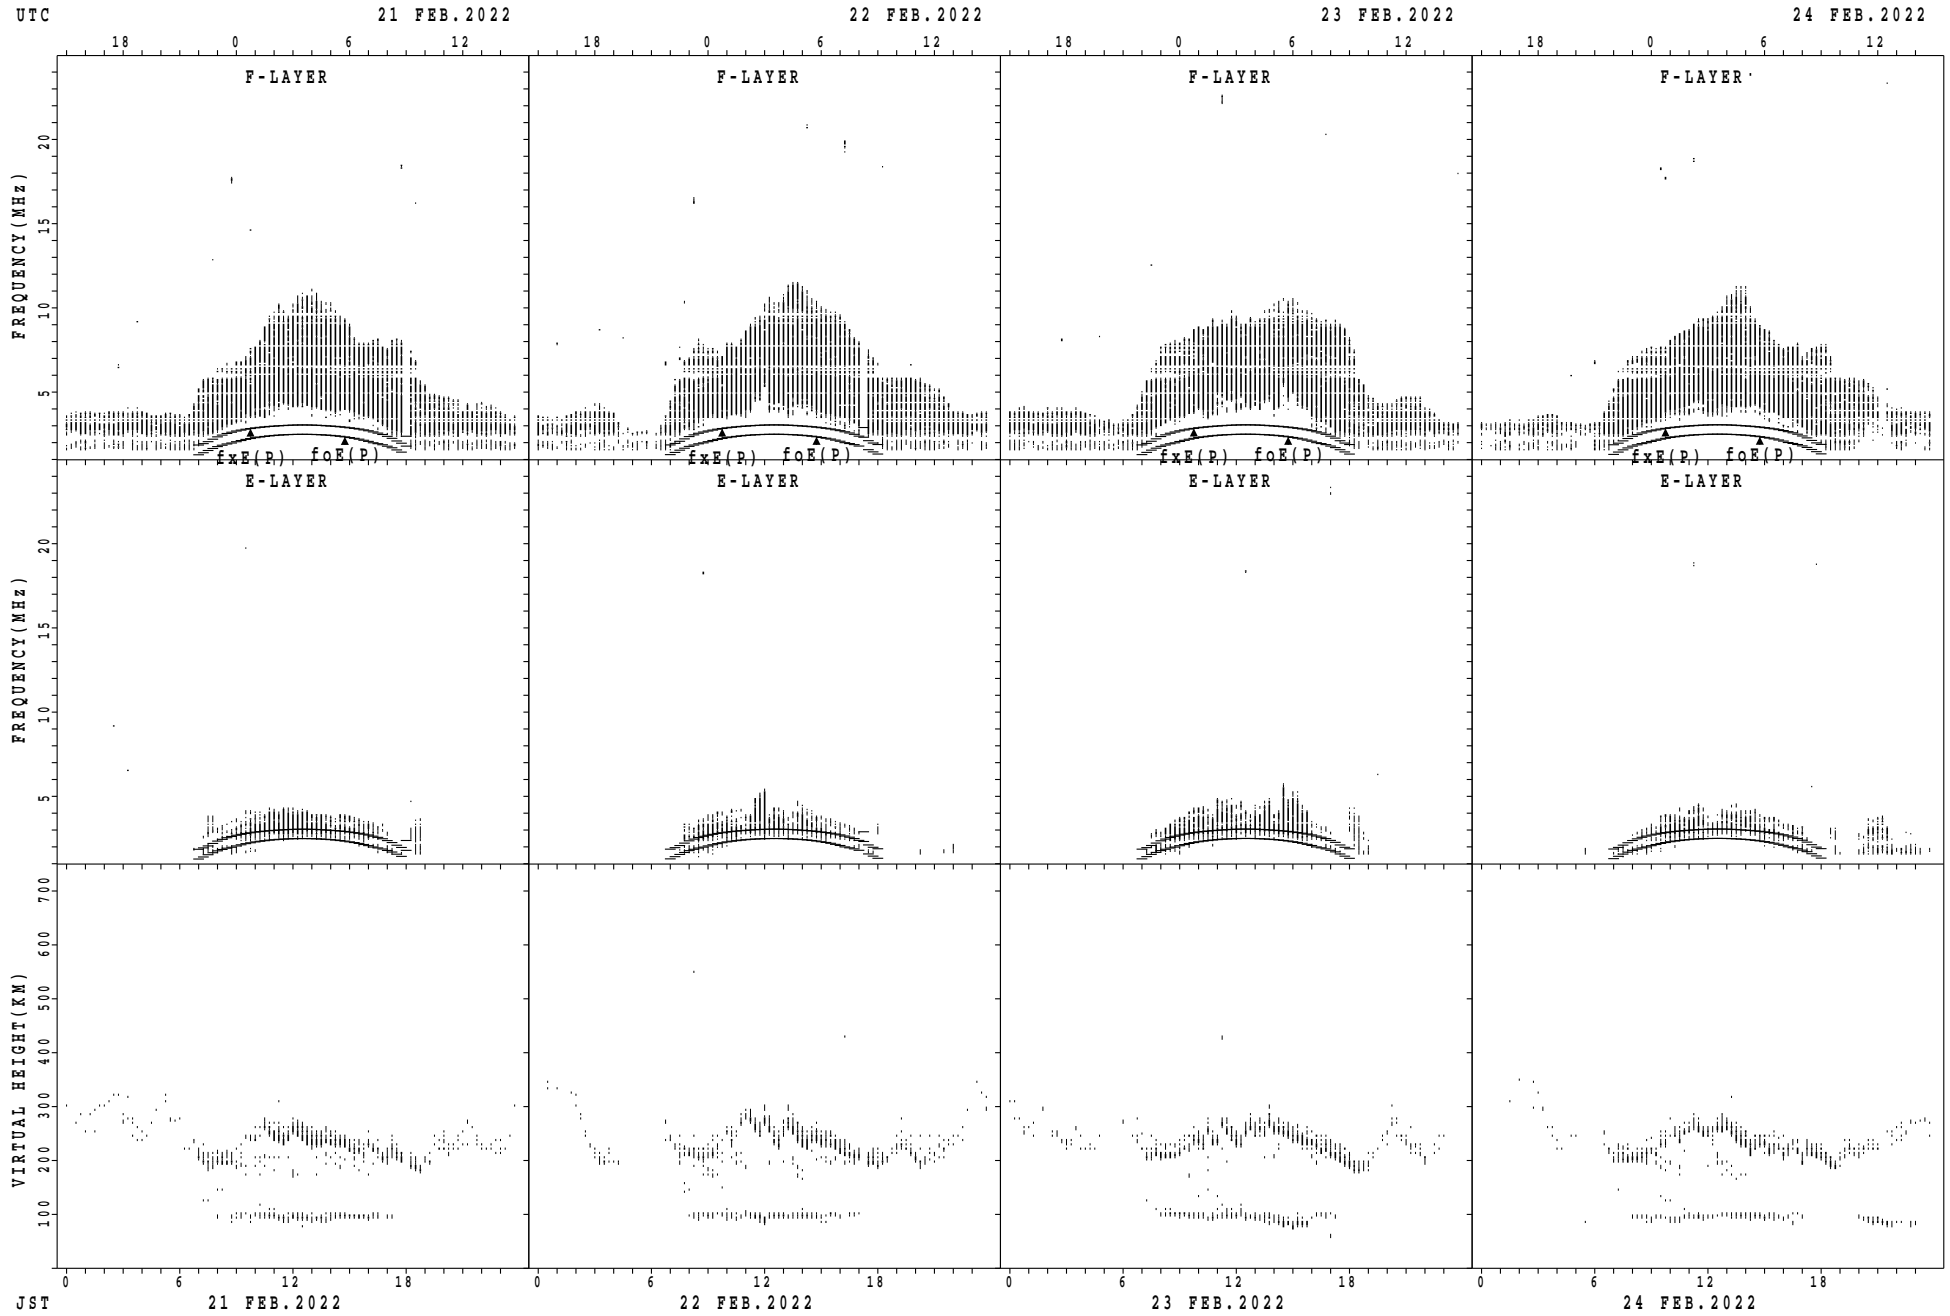 UTC 21 FEB.2022 22 FEB.2022 23 FEB.2022 24 FEB.2022
18 0 6 12 18 0 6 12 18 0 6 12 18 0 6 12
F-LAYER F-LAYER F-LAYER F-LAYER
FREQUENCY(MHz)
20
15
10
5
fxE(P) foE(P) fxE(P) foE(P) fxE(P) foE(P) fxE(P) foE(P)
E-LAYER E-LAYER E-LAYER E-LAYER
FREQUENCY(MHz)
20
15
10
5
VIRTUAL HEIGHT(KM)
700
600
500
400
300
200
100
0 6 12 18 0 6 12 18 0 6 12 18 0 6 12 18
JST 21 FEB.2022 22 FEB.2022 23 FEB.2022 24 FEB.2022